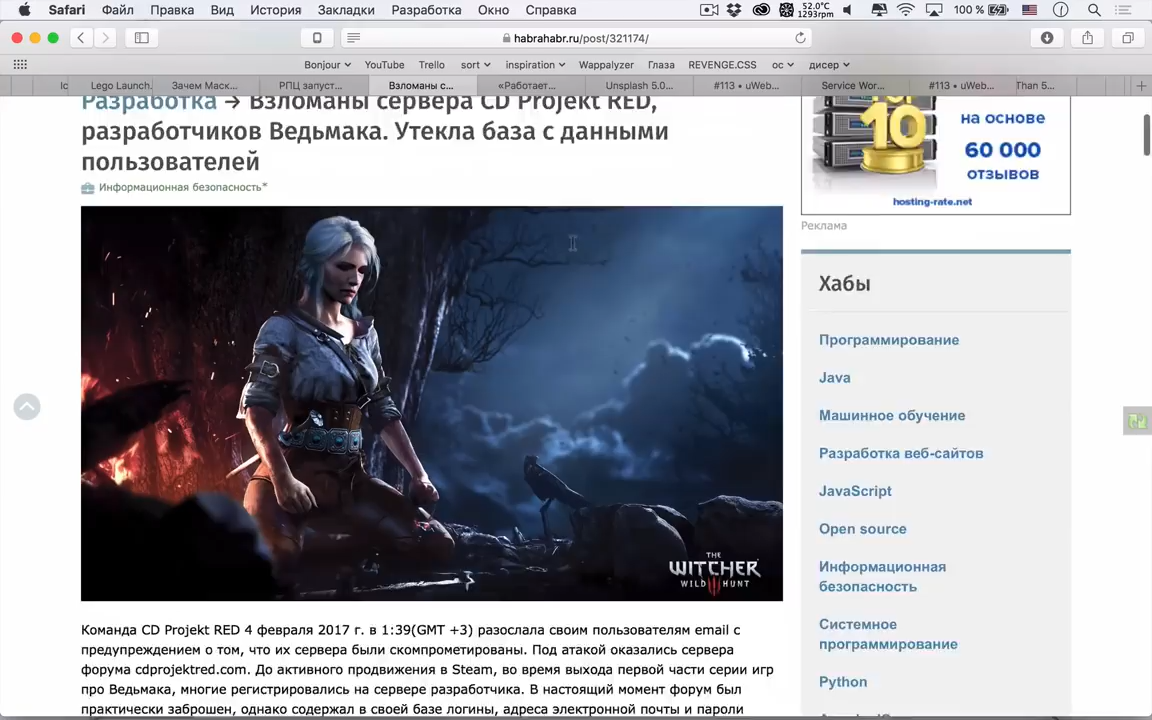 Safari Файл Правка Вид История Закладки Разработка Окно Справка 52.0°C 1293rpm 100 %
habrahabr.ru/post/321174/
Bonjour YouTube Trello sort inspiration Wappalyzer Глаза REVENGE.CSS ос дисер
Ic Lego Launch. Зачем Маск... РПЦ запуст... Взломаны с... «Работает... Unsplash 5.0... #113 • uWeb... Service Wor... #113 • uWeb... Than 5...
Разработка → Взломаны сервера CD Projekt RED,
разработчиков Ведьмака. Утекла база с данными
пользователей
Информационная безопасность*
THE
WITCHER
WILD HUNT
Команда CD Projekt RED 4 февраля 2017 г. в 1:39(GMT +3) разослала своим пользователям email с
предупреждением о том, что их сервера были скомпрометированы. Под атакой оказались сервера
форума cdprojektred.com. До активного продвижения в Steam, во время выхода первой части серии игр
про Ведьмака, многие регистрировались на сервере разработчика. В настоящий момент форум был
практически заброшен, однако содержал в своей базе логины, адреса электронной почты и пароли
10
на основе
60 000
отзывов
hosting-rate.net
Реклама
Хабы
Программирование
Java
Машинное обучение
Разработка веб-сайтов
JavaScript
Open source
Информационная
безопасность
Системное
программирование
Python